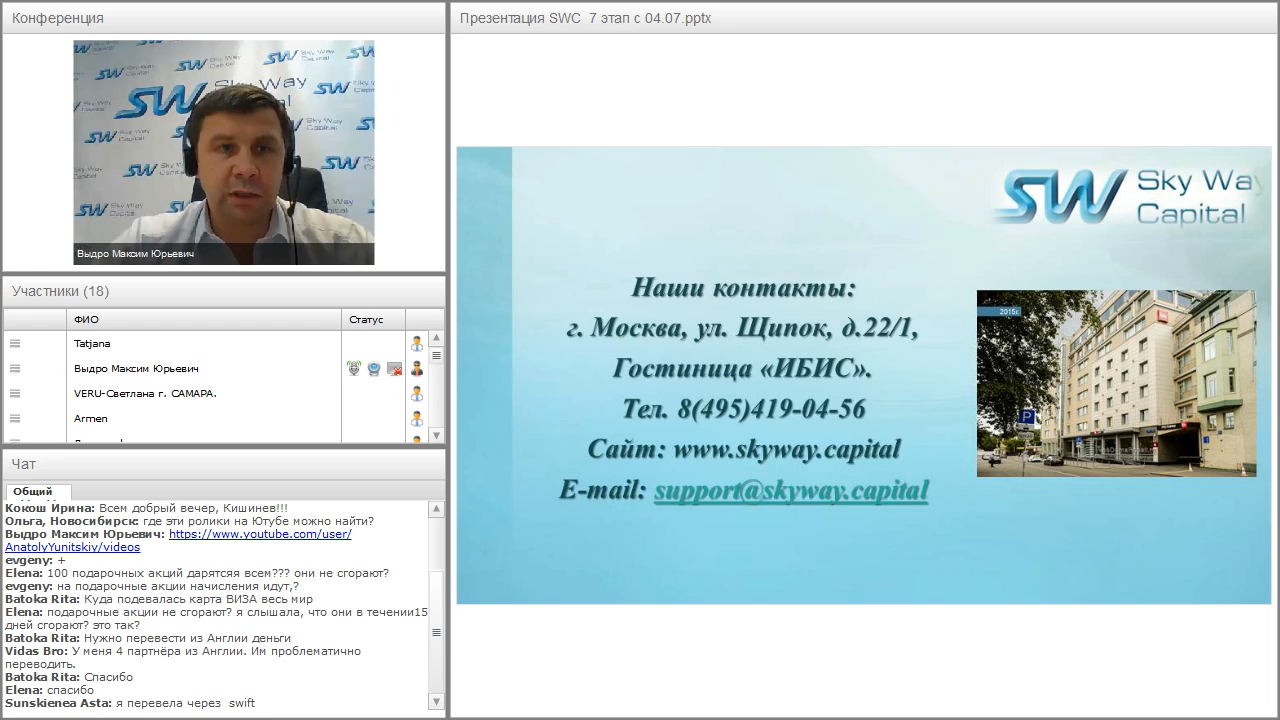 Конференция
SW Sky Way Capital
Выдро Максим Юрьевич
Участники (18)
ФИО
Статус
Tatjana
Выдро Максим Юрьевич
VERU-Светлана г. САМАРА.
Armen
Чат
Общий
Кокош Ирина: Всем добрый вечер, Кишинев!!!
Ольга, Новосибирск: где эти ролики на Ютубе можно найти?
Выдро Максим Юрьевич: https://www.youtube.com/user/
AnatolyYunitskiy/videos
evgeny: +
Elena: 100 подарочных акций дарятсяя всем??? они не сгорают?
evgeny: на подарочные акции начисления идут,?
Batoka Rita: Куда подевалась карта ВИЗА весь мир
Elena: подарочные акции не сгорают? я слышала, что они в течении15
дней сгорают? это так?
Batoka Rita: Нужно перевести из Англии деньги
Vidas Bro: У меня 4 партнёра из Англии. Им проблематично
переводить.
Batoka Rita: Спасибо
Elena: спасибо
Sunskienea Asta: я перевега через swift
Презентация SWC 7 этап с 04.07.pptx
SW Sky Way
Capital
Наши контакты:
г. Москва, ул. Щипок, д.22/1,
Гостиница «ИБИС».
Тел. 8(495)419-04-56
Сайт: www.skyway.capital
E-mail: support@skyway.capital
2015г.
P